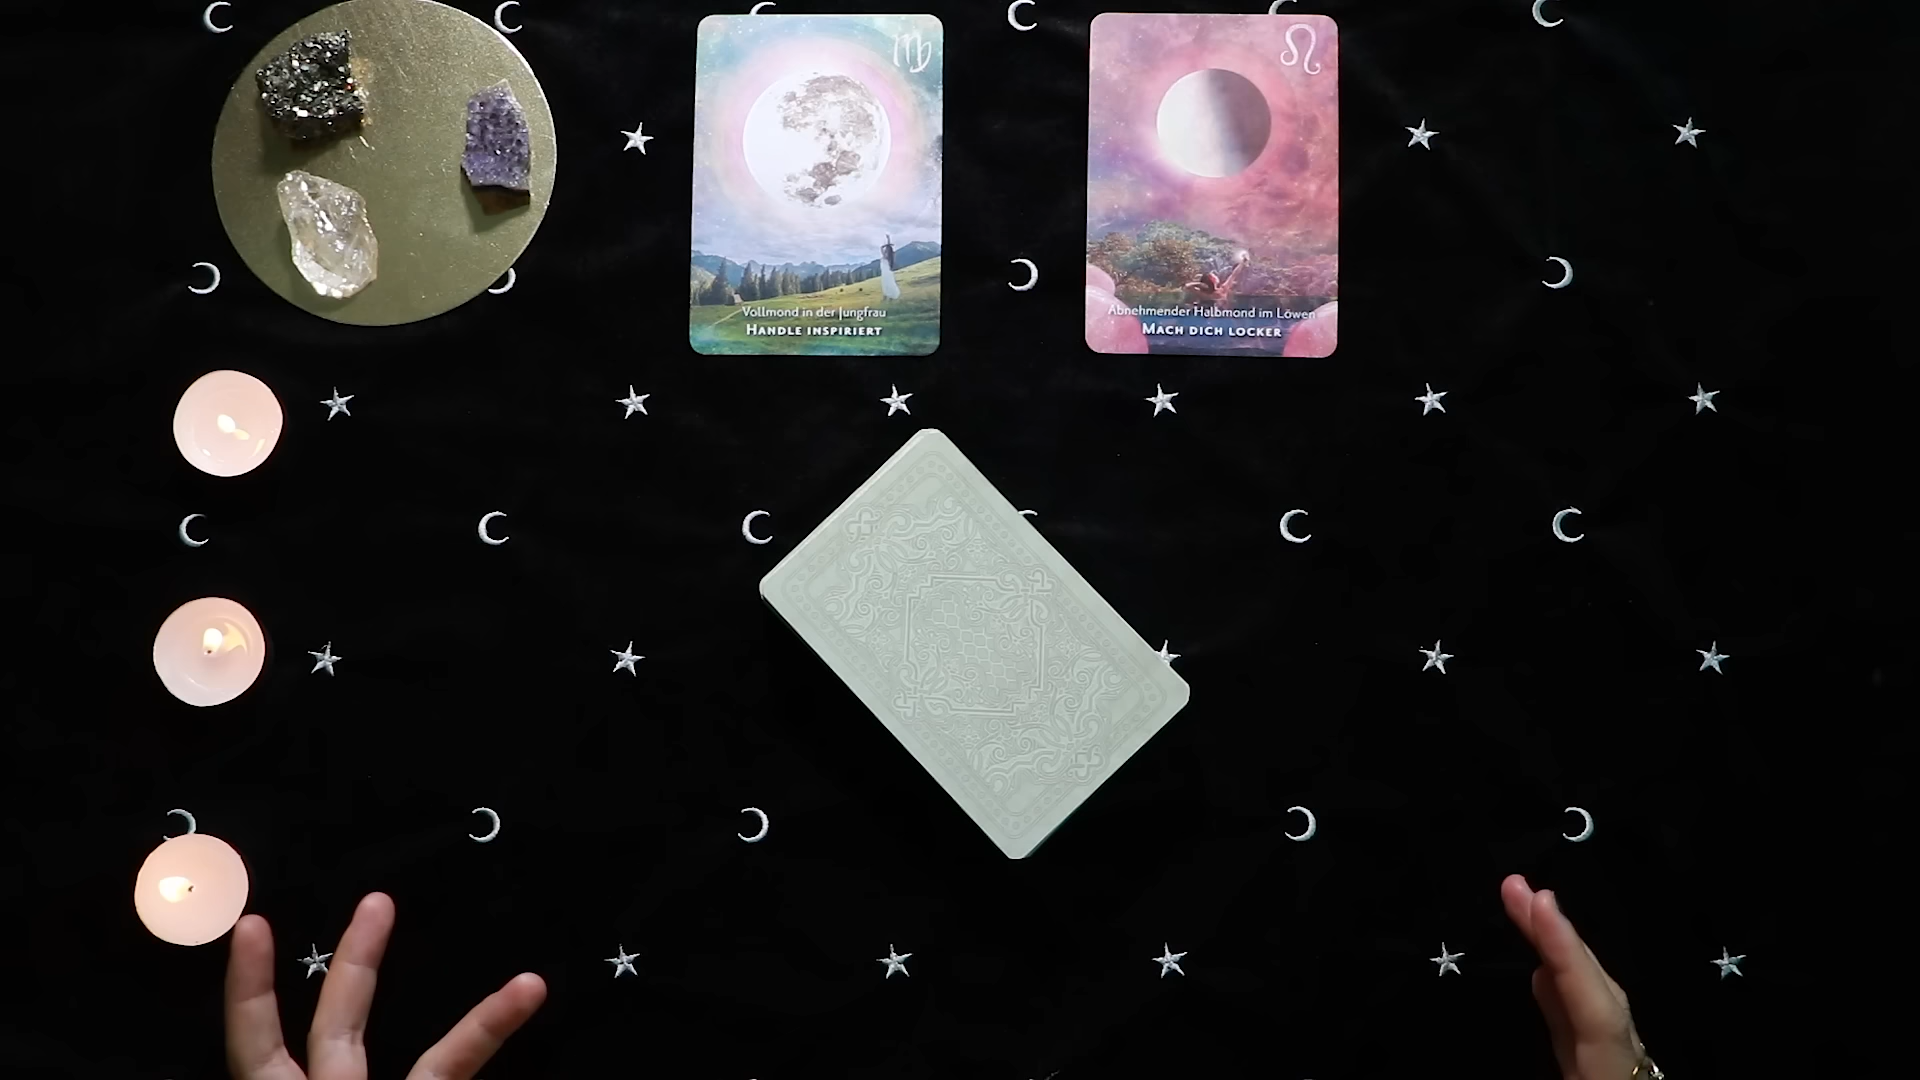 Vollmond in der Jungfrau
HANDLE INSPIRIERT
Abnehmender Halbmond im Löwen
MACH DICH LOCKER